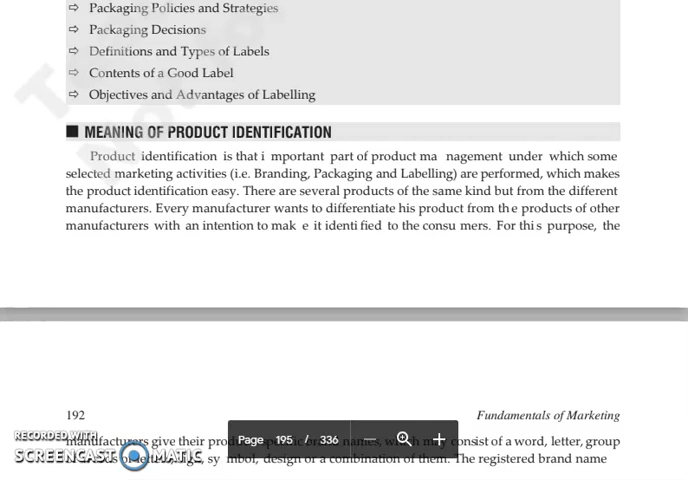 ⇨ Packaging Policies and Strategies
⇨ Packaging Decisions
⇨ Definitions and Types of Labels
⇨ Contents of a Good Label
⇨ Objectives and Advantages of Labelling
■ MEANING OF PRODUCT IDENTIFICATION
Product identification is that i mportant part of product ma nagement under which some
selected marketing activities (i.e. Branding, Packaging and Labelling) are performed, which makes
the product identification easy. There are several products of the same kind but from the different
manufacturers. Every manufacturer wants to differentiate his product from th e products of other
manufacturers with an intention to mak e it identi fied to the consu mers. For thi s purpose, the
192 Fundamentals of Marketing
manufacturers give their consist of a word, letter, group
sy mbol, design or a combination of them. The registered brand name
Page 195 / 336 — +
RECORDED WITH
SCREENCAST MATIC